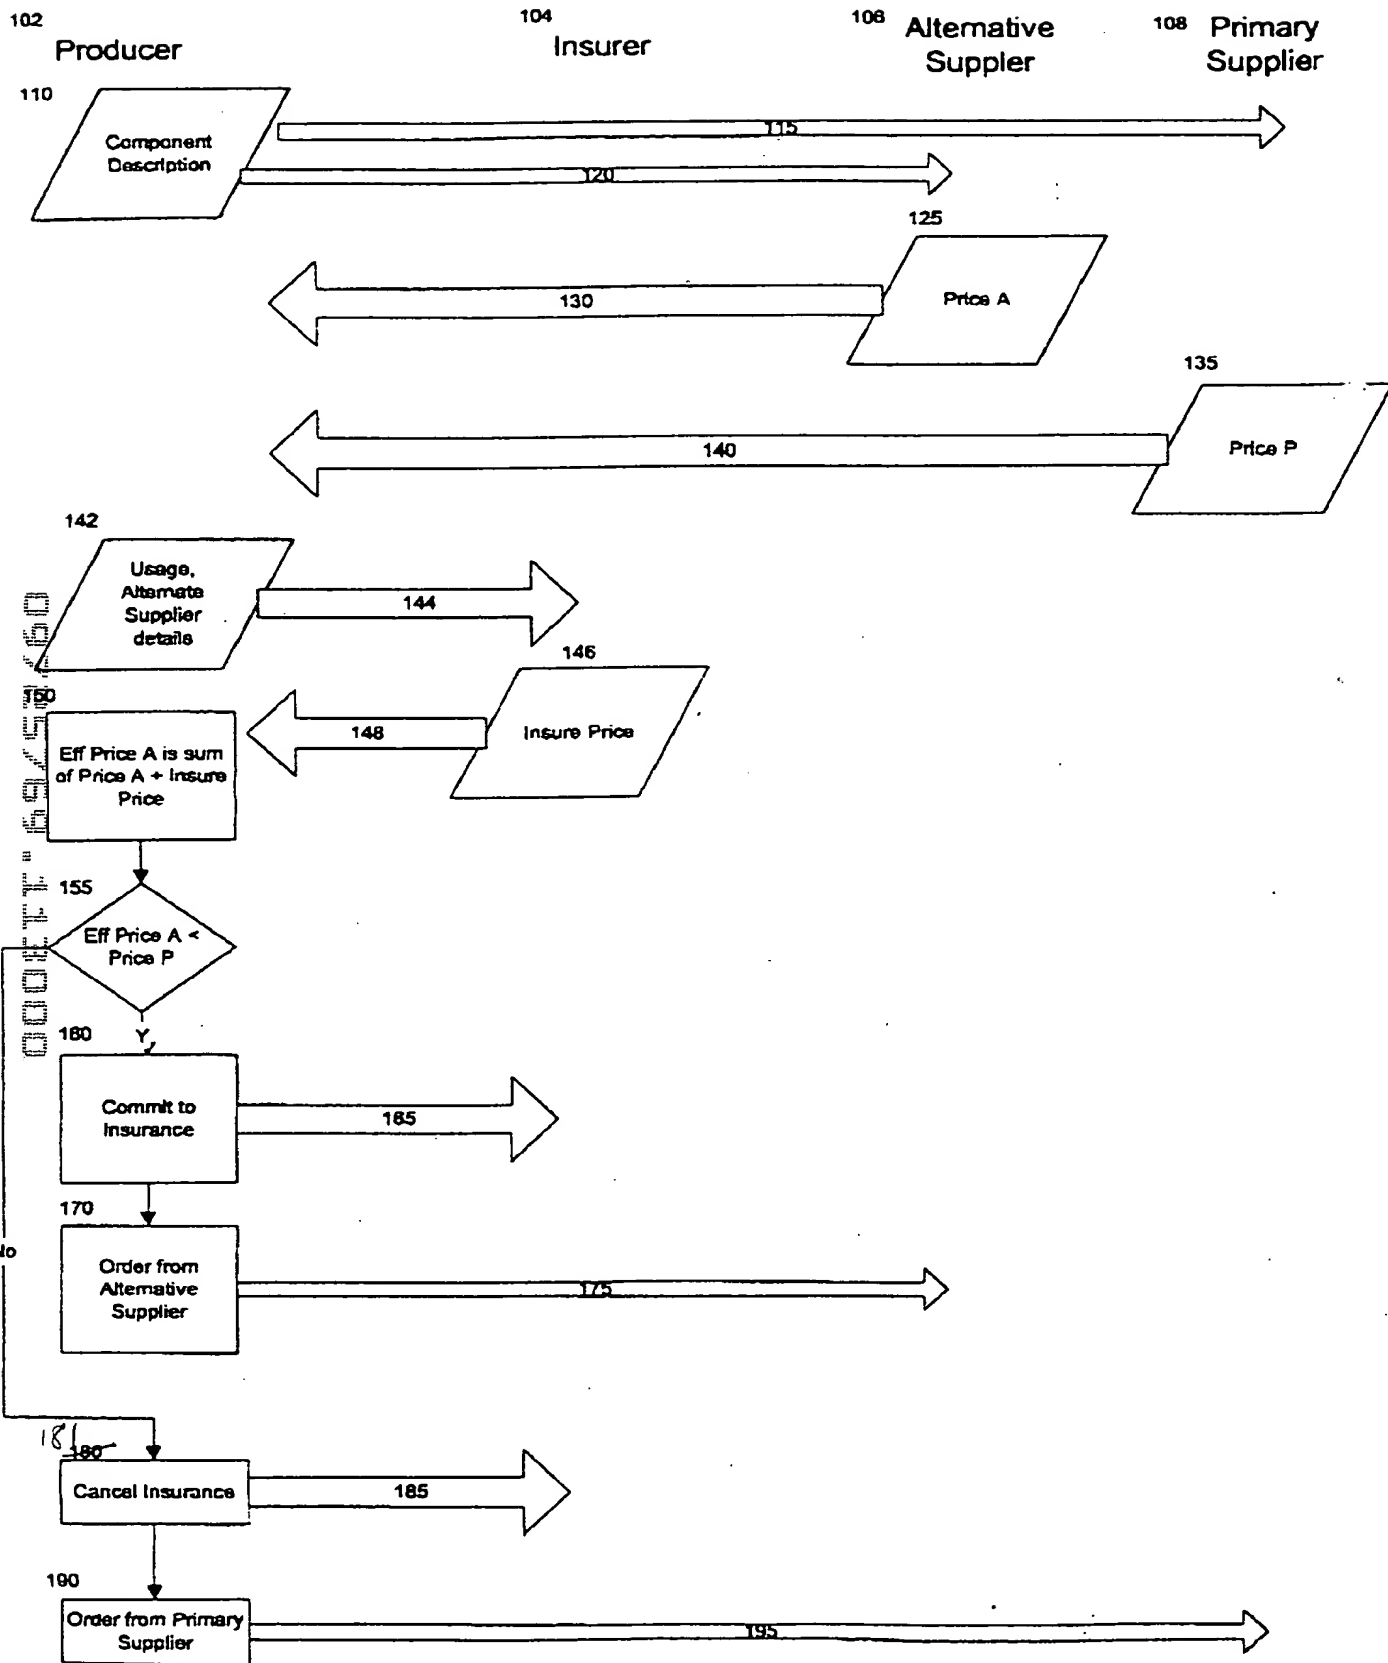 102
Producer
104
Insurer
106
Alternative
Suppler
108
Primary
Supplier
110
Component
Description
115
120
125
Price A
130
135
Price P
140
142
Usage,
Alternate
Supplier
details
144
146
Insure Price
148
150
Eff Price A is sum
of Price A + Insure
Price
155
Eff Price A <
Price P
Y
160
Commit to
Insurance
165
170
Order from
Alternative
Supplier
175
181
180
Cancel Insurance
185
190
Order from Primary
Supplier
195